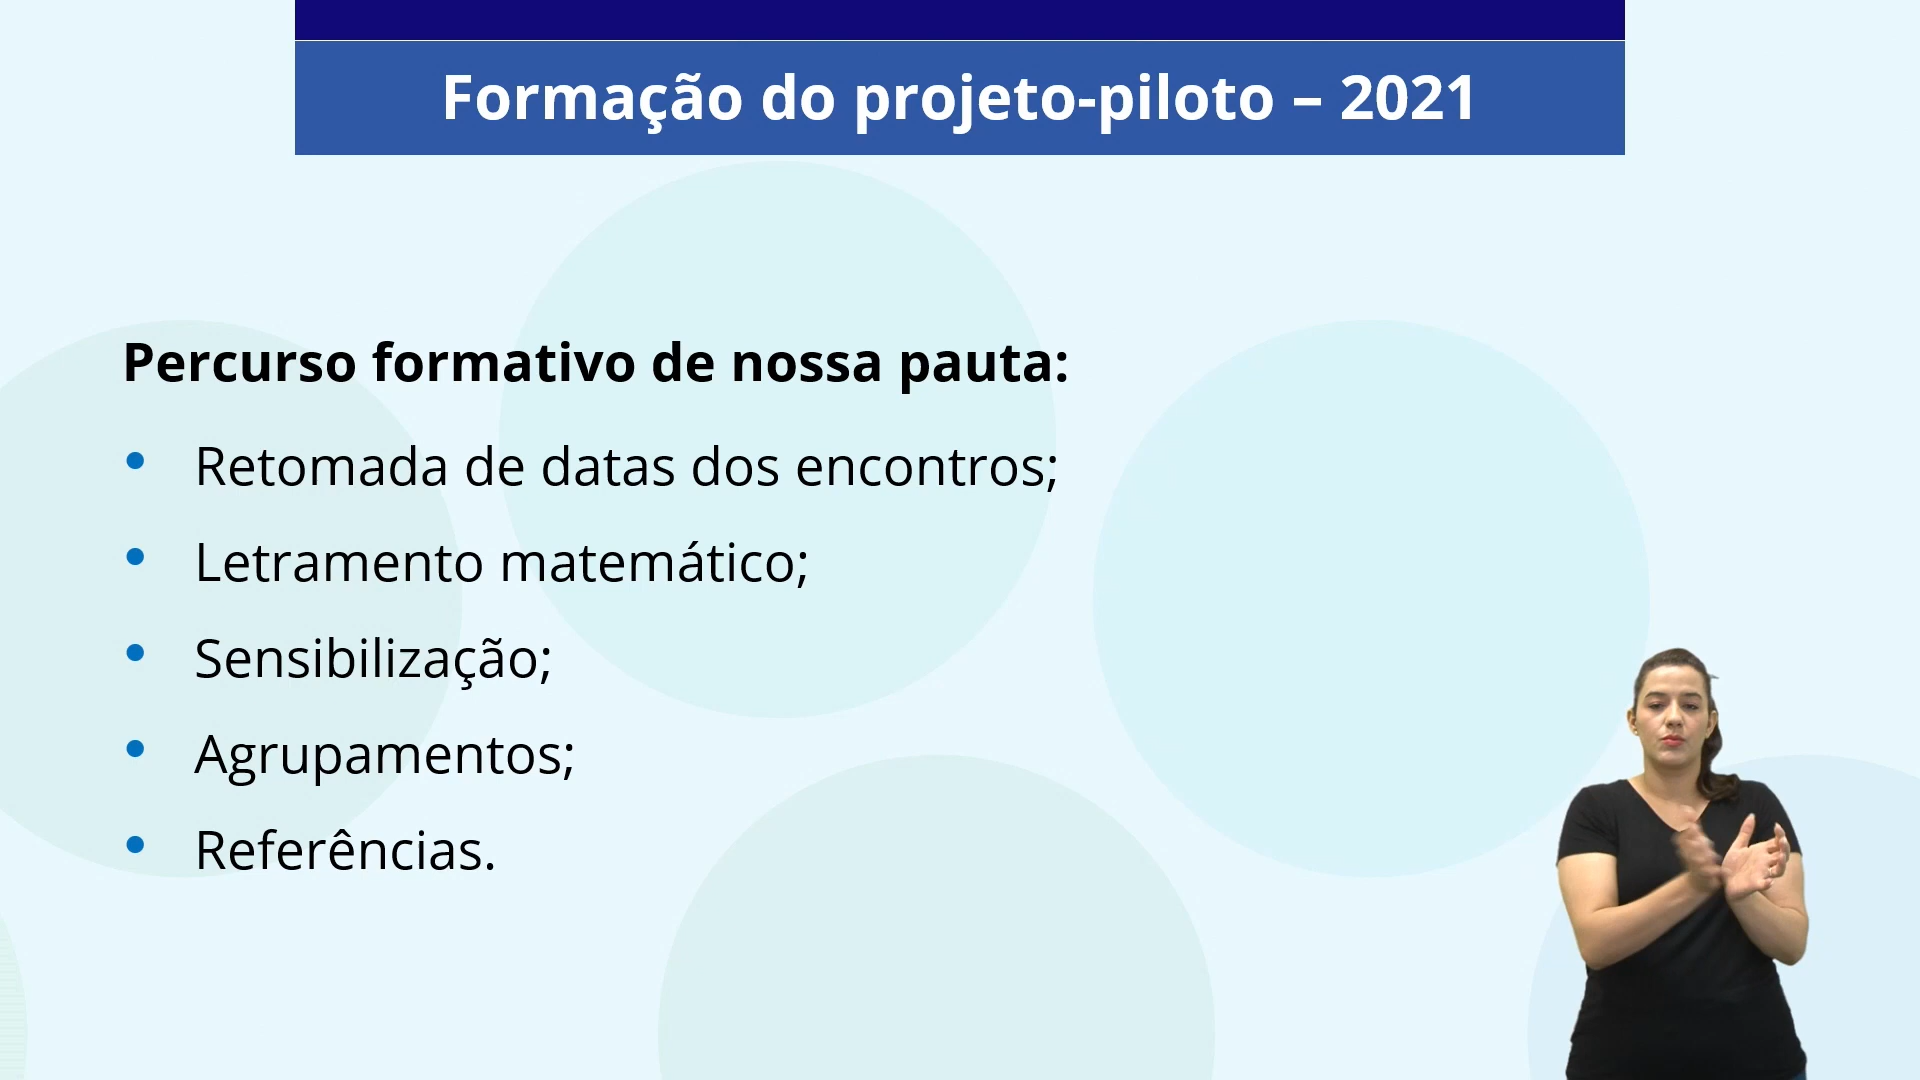 Formação do projeto-piloto – 2021
Percurso formativo de nossa pauta:
• Retomada de datas dos encontros;
• Letramento matemático;
• Sensibilização;
• Agrupamentos;
• Referências.